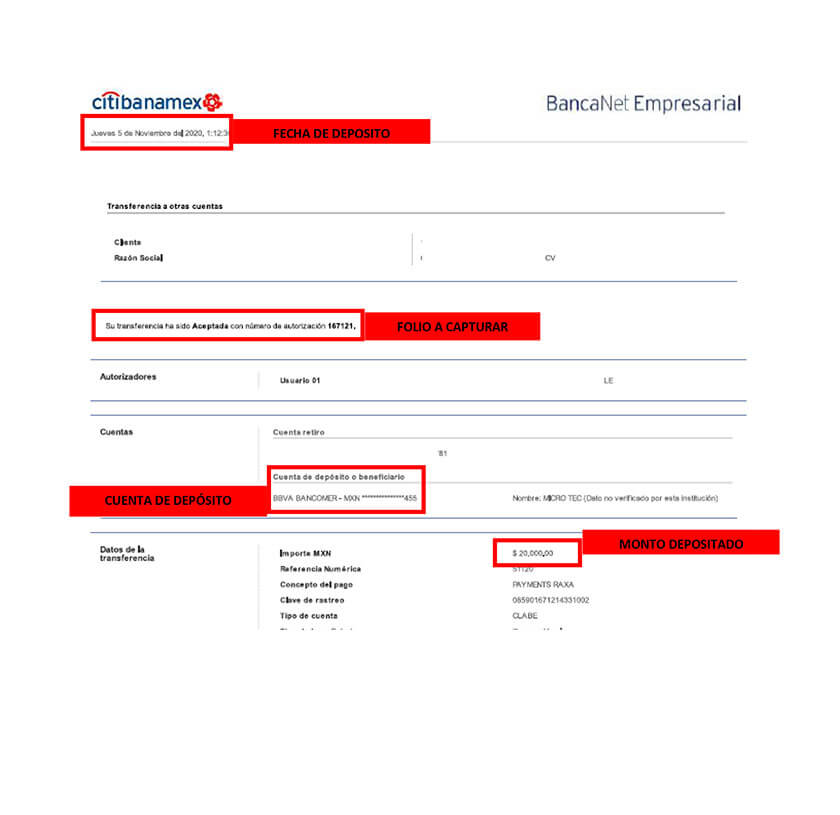 citibanamex
BancaNet Empresarial
Jueves 5 de Noviembre del 2020, 1:12:3
FECHA DE DEPOSITO
Transferencia a otras cuentas
Cliente
Razón Social CV
Su transferencia ha sido Aceptada con número de autorización 167121,
FOLIO A CAPTURAR
Autorizadores Usuario 01 LE
Cuentas Cuenta retiro
'81
Cuenta de depósito o beneficiario
CUENTA DE DEPÓSITO
BBVA BANCOMER - MXN ***************455 Nombre: MICRO TEC (Dato no verificado por esta institución)
MONTO DEPOSITADO
Datos de la transferencia
Importe MXN $ 20,000.00
Referencia Numérica 51120
Concepto del pago PAYMENTS RAXA
Clave de rastreo 085901671214331002
Tipo de cuenta CLABE